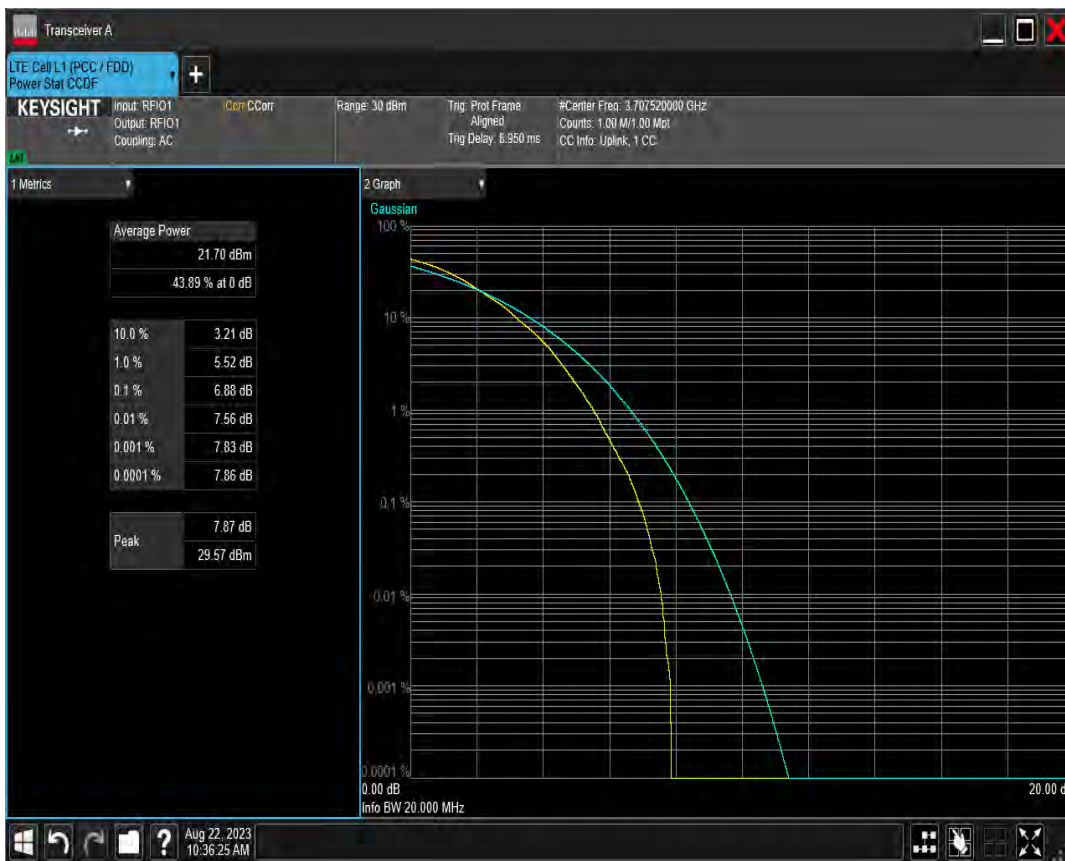 Transceiver A
LTE Cell L1 (PCC / FDD)
Power Stat CCDF
KEYSIGHT
Input: RFIO1
Output: RFIO1
Coupling: AC
Corr CCorr
Range: 30 dBm
Trig: Prot Frame
Aligned
Trig Delay: 8.950 ms
#Center Freq: 3.707520000 GHz
Counts: 1.00 M/1.00 Mpt
CC Info: Uplink, 1 CC
1 Metrics
Average Power
21.70 dBm
43.89 % at 0 dB
10.0 % 3.21 dB
1.0 % 5.52 dB
0.1 % 6.88 dB
0.01 % 7.56 dB
0.001 % 7.83 dB
0.0001 % 7.86 dB
Peak
7.87 dB
29.57 dBm
2 Graph
Gaussian
100 %
10 %
1 %
0.1 %
0.01 %
0.001 %
0.0001 %
0.00 dB
20.00 d
Info BW 20.000 MHz
Aug 22, 2023
10:36:25 AM